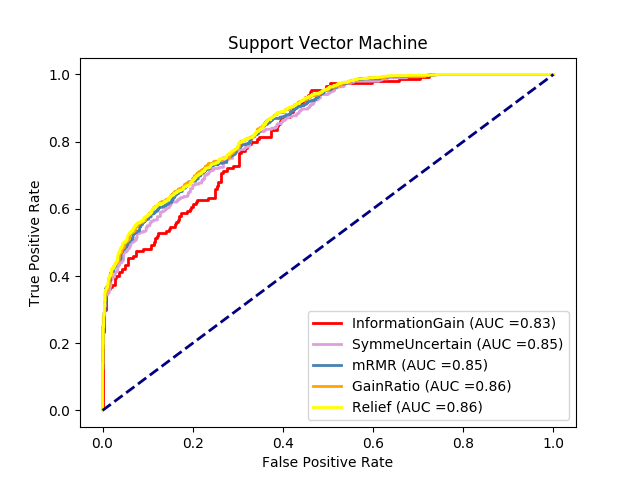 Support Vector Machine
True Positive Rate
1.0
0.8
0.6
0.4
0.2
0.0
InformationGain (AUC =0.83)
SymmeUncertain (AUC =0.85)
mRMR (AUC =0.85)
GainRatio (AUC =0.86)
Relief (AUC =0.86)
0.0 0.2 0.4 0.6 0.8 1.0
False Positive Rate